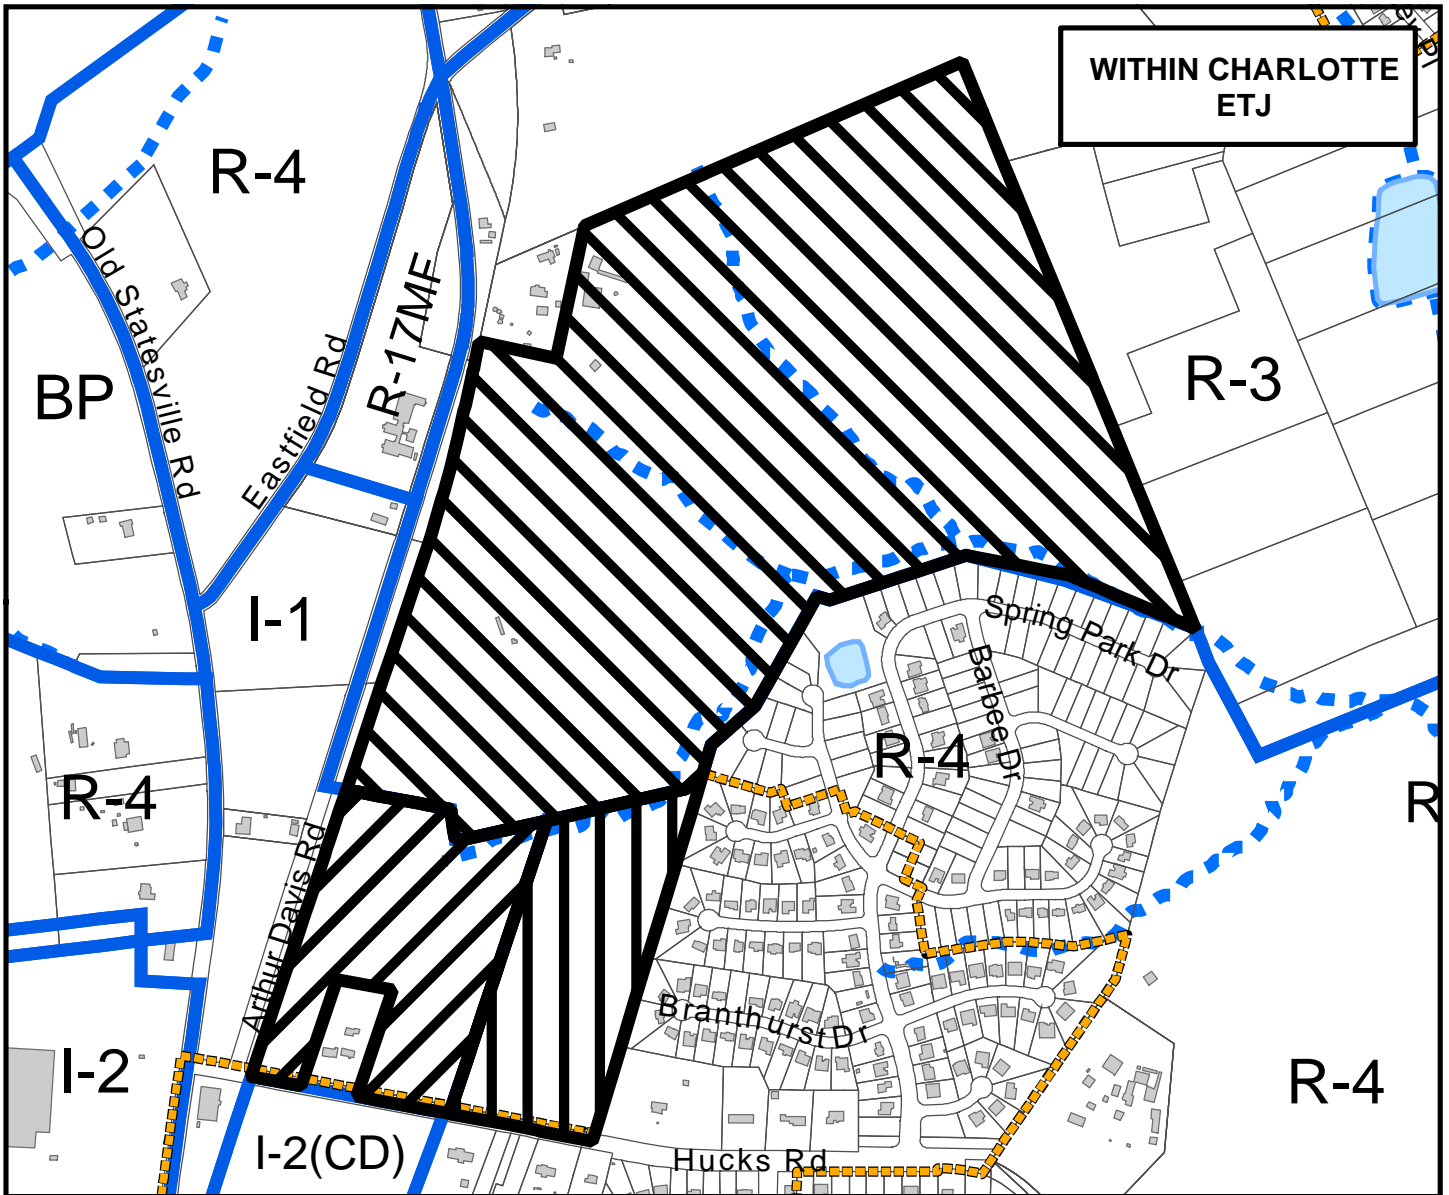 WITHIN CHARLOTTE
ETJ
R-4
Old Statesville Rd
R-17MF
Eastfield Rd
BP
R-3
I-1
Spring Park Dr
Barbee Dr
R-4
R-4
R
Arthur Davis Rd
Branthurst Dr
I-2
R-4
I-2(CD)
Hucks Rd